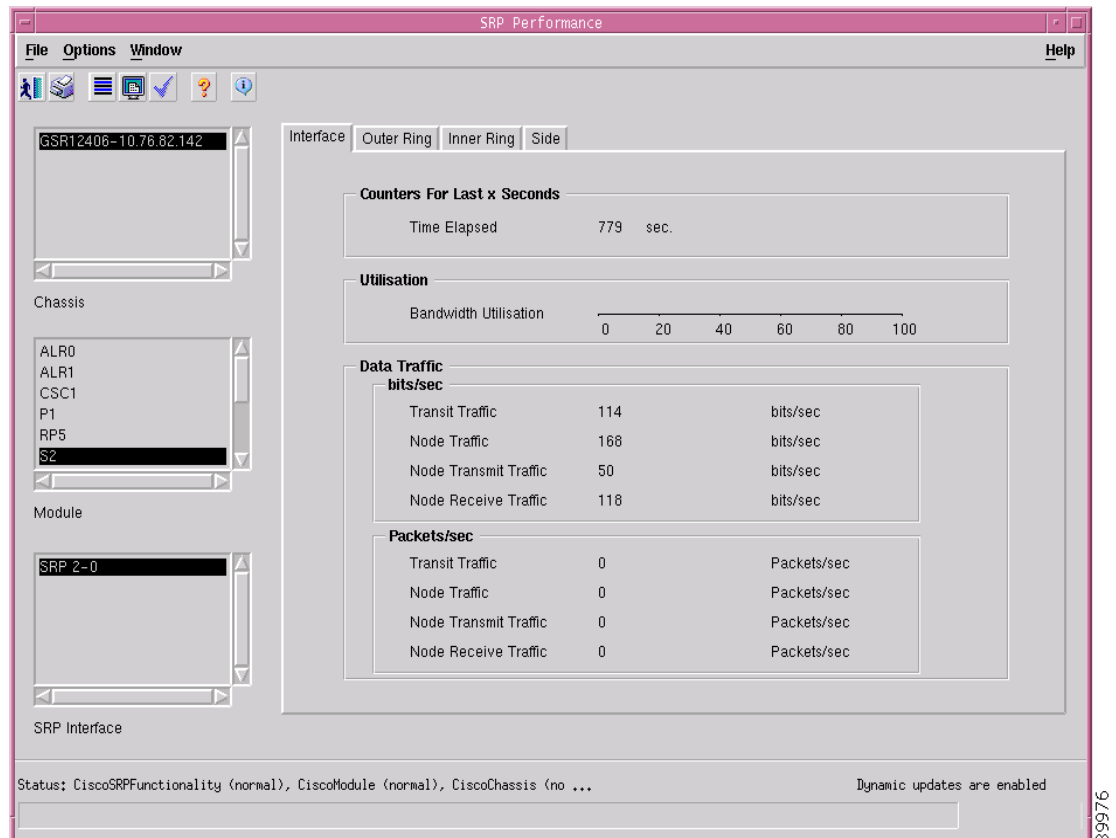 SRP Performance
File Options Window Help
GSR12406-10.76.82.142
Chassis
ALR0
ALR1
CSC1
P1
RP5
S2
Module
SRP 2-0
SRP Interface
Interface Outer Ring Inner Ring Side
Counters For Last x Seconds
Time Elapsed 779 sec.
Utilisation
Bandwidth Utilisation
0 20 40 60 80 100
Data Traffic
bits/sec
Transit Traffic 114 bits/sec
Node Traffic 168 bits/sec
Node Transmit Traffic 50 bits/sec
Node Receive Traffic 118 bits/sec
Packets/sec
Transit Traffic 0 Packets/sec
Node Traffic 0 Packets/sec
Node Transmit Traffic 0 Packets/sec
Node Receive Traffic 0 Packets/sec
Status: CiscoSRPFunctionality (normal), CiscoModule (normal), CiscoChassis (no ... Dynamic updates are enabled